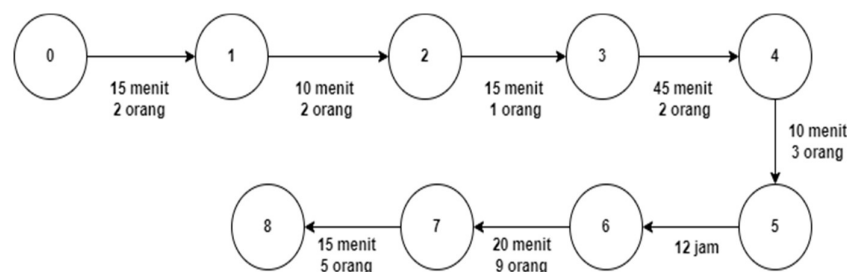 0
1
2
3
4
15 menit
2 orang
10 menit
2 orang
15 menit
1 orang
45 menit
2 orang
10 menit
3 orang
5
12 jam
6
20 menit
9 orang
7
15 menit
5 orang
8